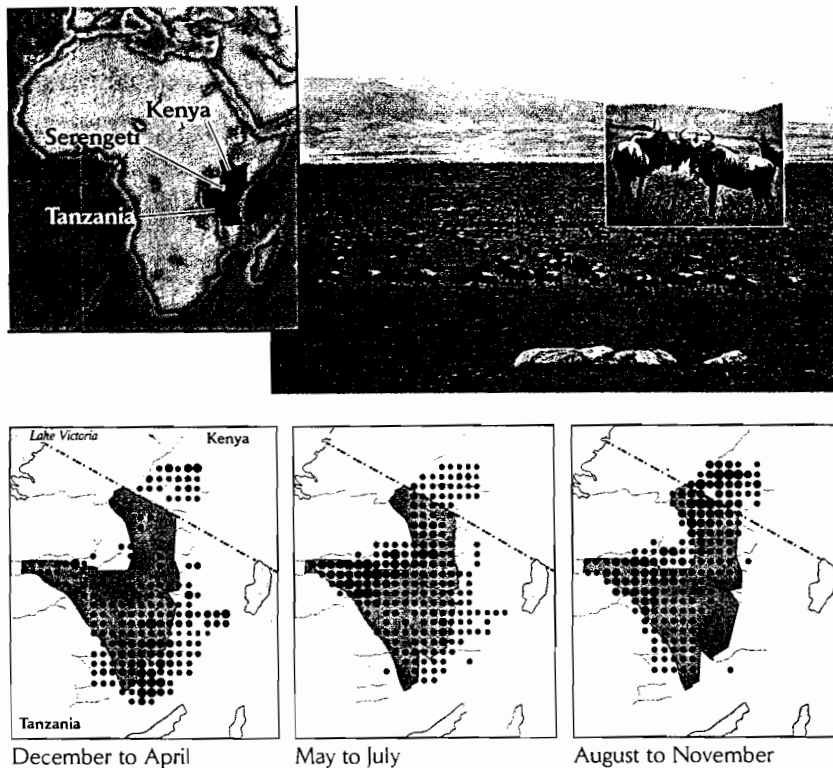 Kenya
Serengeti
Tanzania
Lake Victoria
Kenya
Tanzania
December to April
May to July
August to November